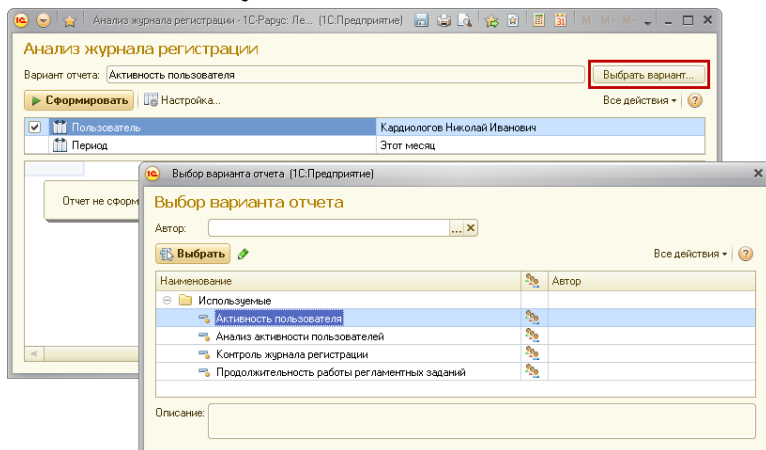 Анализ журнала регистрации - 1С-Рарус: Ле... (1С:Предприятие) M M+ M-
Анализ журнала регистрации
Вариант отчета: Активность пользователя Выбрать вариант...
Сформировать Настройка... Все действия
Пользователь Кардиологов Николай Иванович
Период Этот месяц
Отчет не сформ
Выбор варианта отчета (1С:Предприятие)
Выбор варианта отчета
Автор: ...
Выбрать Все действия
Наименование Автор
Используемые
Активность пользователя
Анализ активности пользователей
Контроль журнала регистрации
Продолжительность работы регламентных заданий
Описание: